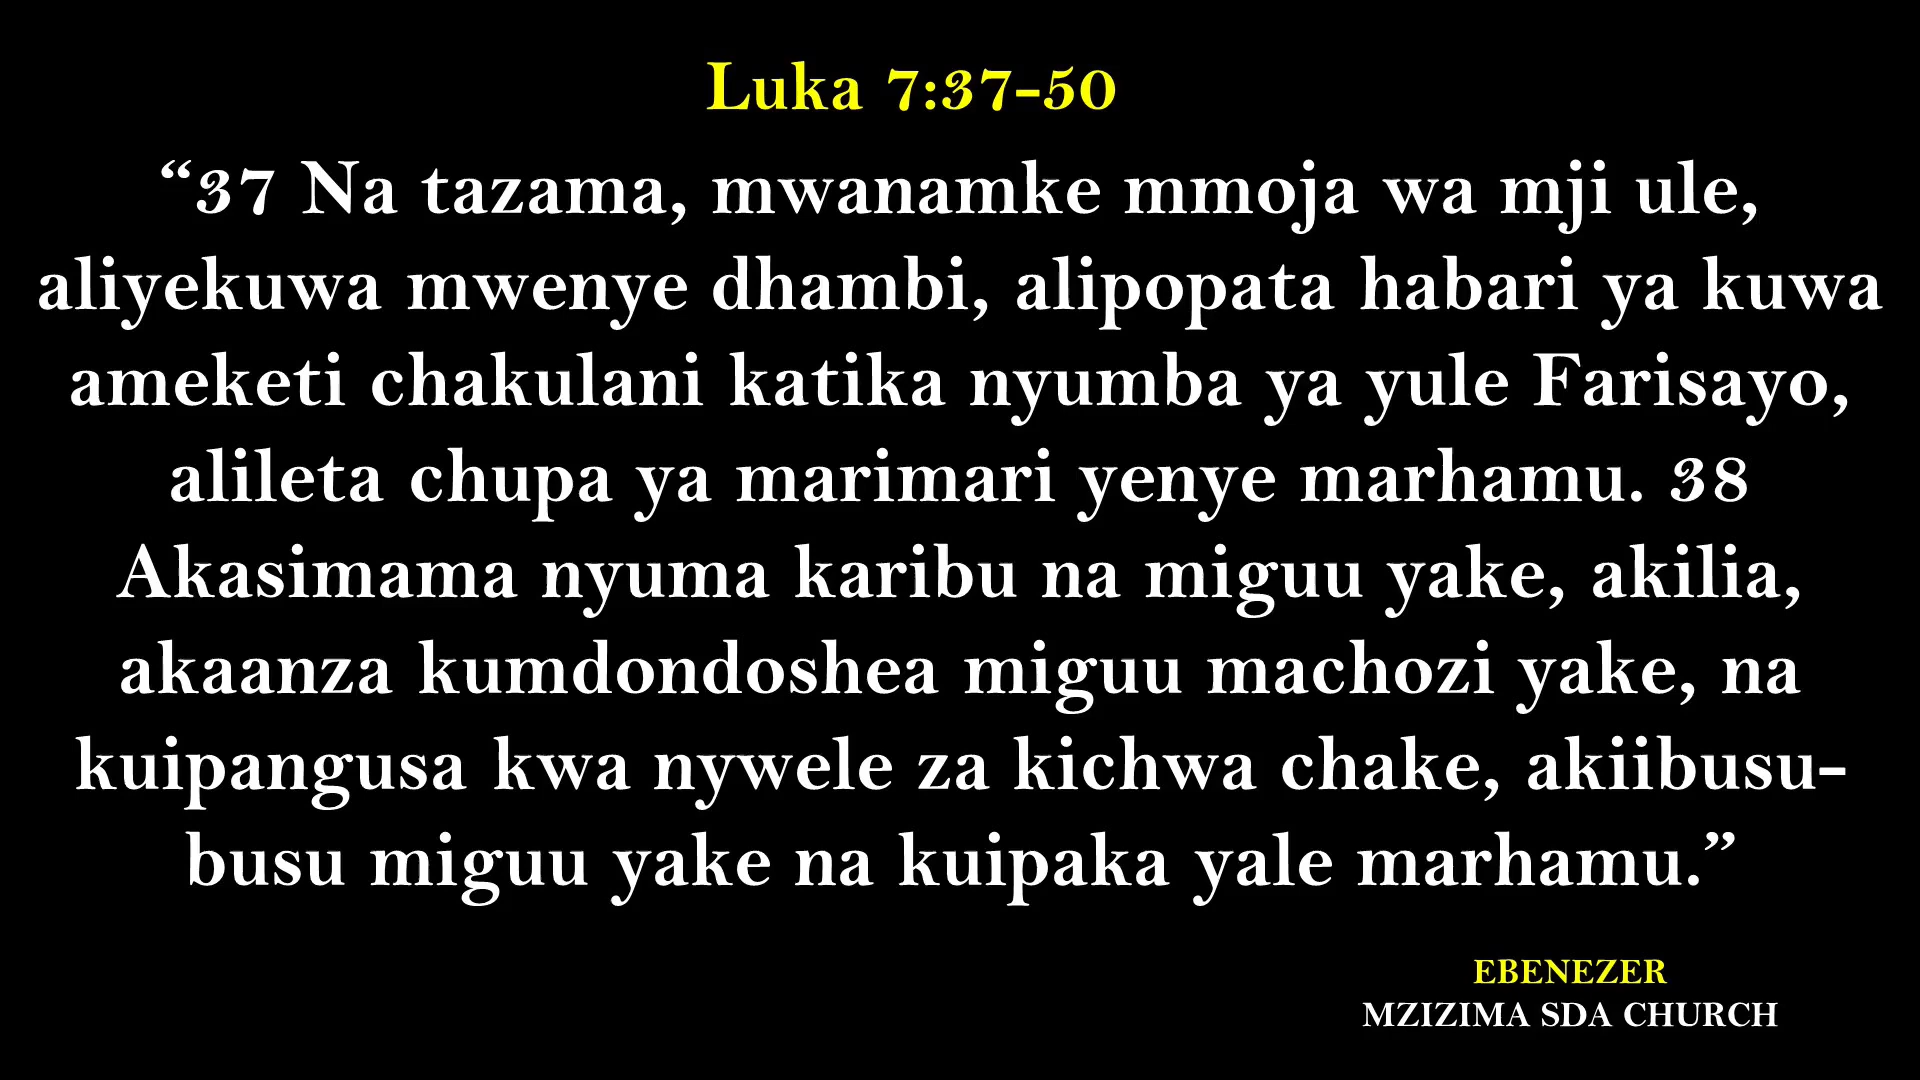 Luka 7:37-50
“37 Na tazama, mwanamke mmoja wa mji ule,
aliyekuwa mwenye dhambi, alipopata habari ya kuwa
ameketi chakulani katika nyumba ya yule Farisayo,
alileta chupa ya marimari yenye marhamu. 38
Akasimama nyuma karibu na miguu yake, akilia,
akaanza kumdondoshea miguu machozi yake, na
kuipangusa kwa nywele za kichwa chake, akiibusu-
busu miguu yake na kuipaka yale marhamu.”
EBENEZER
MZIZIMA SDA CHURCH